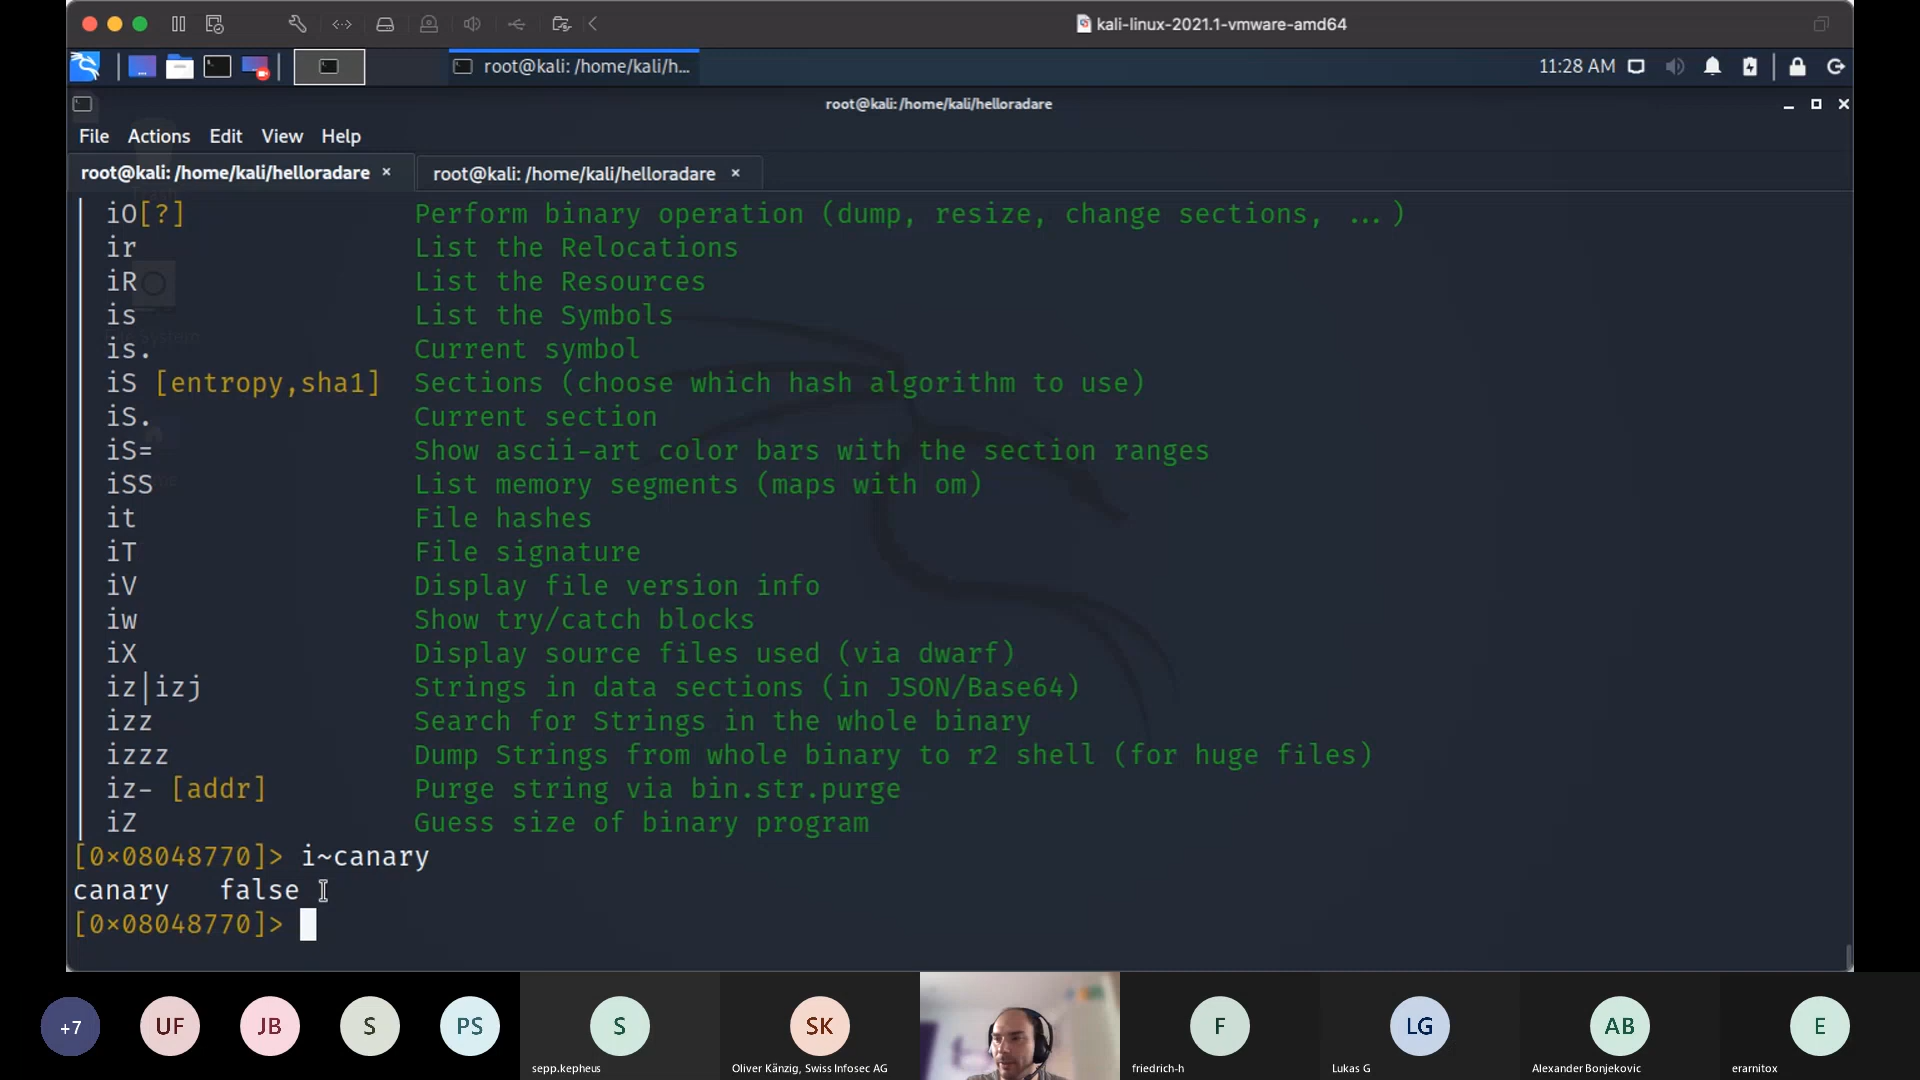 kali-linux-2021.1-vmware-amd64
root@kali: /home/kali/h...
11:28 AM
root@kali: /home/kali/helloradare
File Actions Edit View Help
root@kali: /home/kali/helloradare × root@kali: /home/kali/helloradare ×
iO[?] Perform binary operation (dump, resize, change sections, ...)
ir List the Relocations
iR List the Resources
is List the Symbols
is. Current symbol
iS [entropy,sha1] Sections (choose which hash algorithm to use)
iS. Current section
iS= Show ascii-art color bars with the section ranges
iSS List memory segments (maps with om)
it File hashes
iT File signature
iV Display file version info
iw Show try/catch blocks
iX Display source files used (via dwarf)
iz|izj Strings in data sections (in JSON/Base64)
izz Search for Strings in the whole binary
izzz Dump Strings from whole binary to r2 shell (for huge files)
iz- [addr] Purge string via bin.str.purge
iZ Guess size of binary program
[0×08048770]> i~canary
canary false
[0×08048770]>
+7 UF JB S PS S SK F LG AB E
sepp.kepheus Oliver Känzig, Swiss Infosec AG friedrich-h Lukas G Alexander Bonjekovic erarnitox